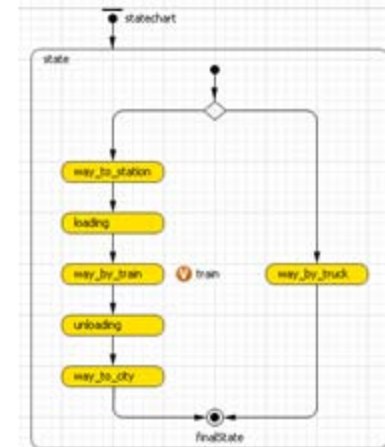 statechart
state
way_to_station
loading
way_by_train
V train
way_by_truck
unloading
way_to_city
finalState